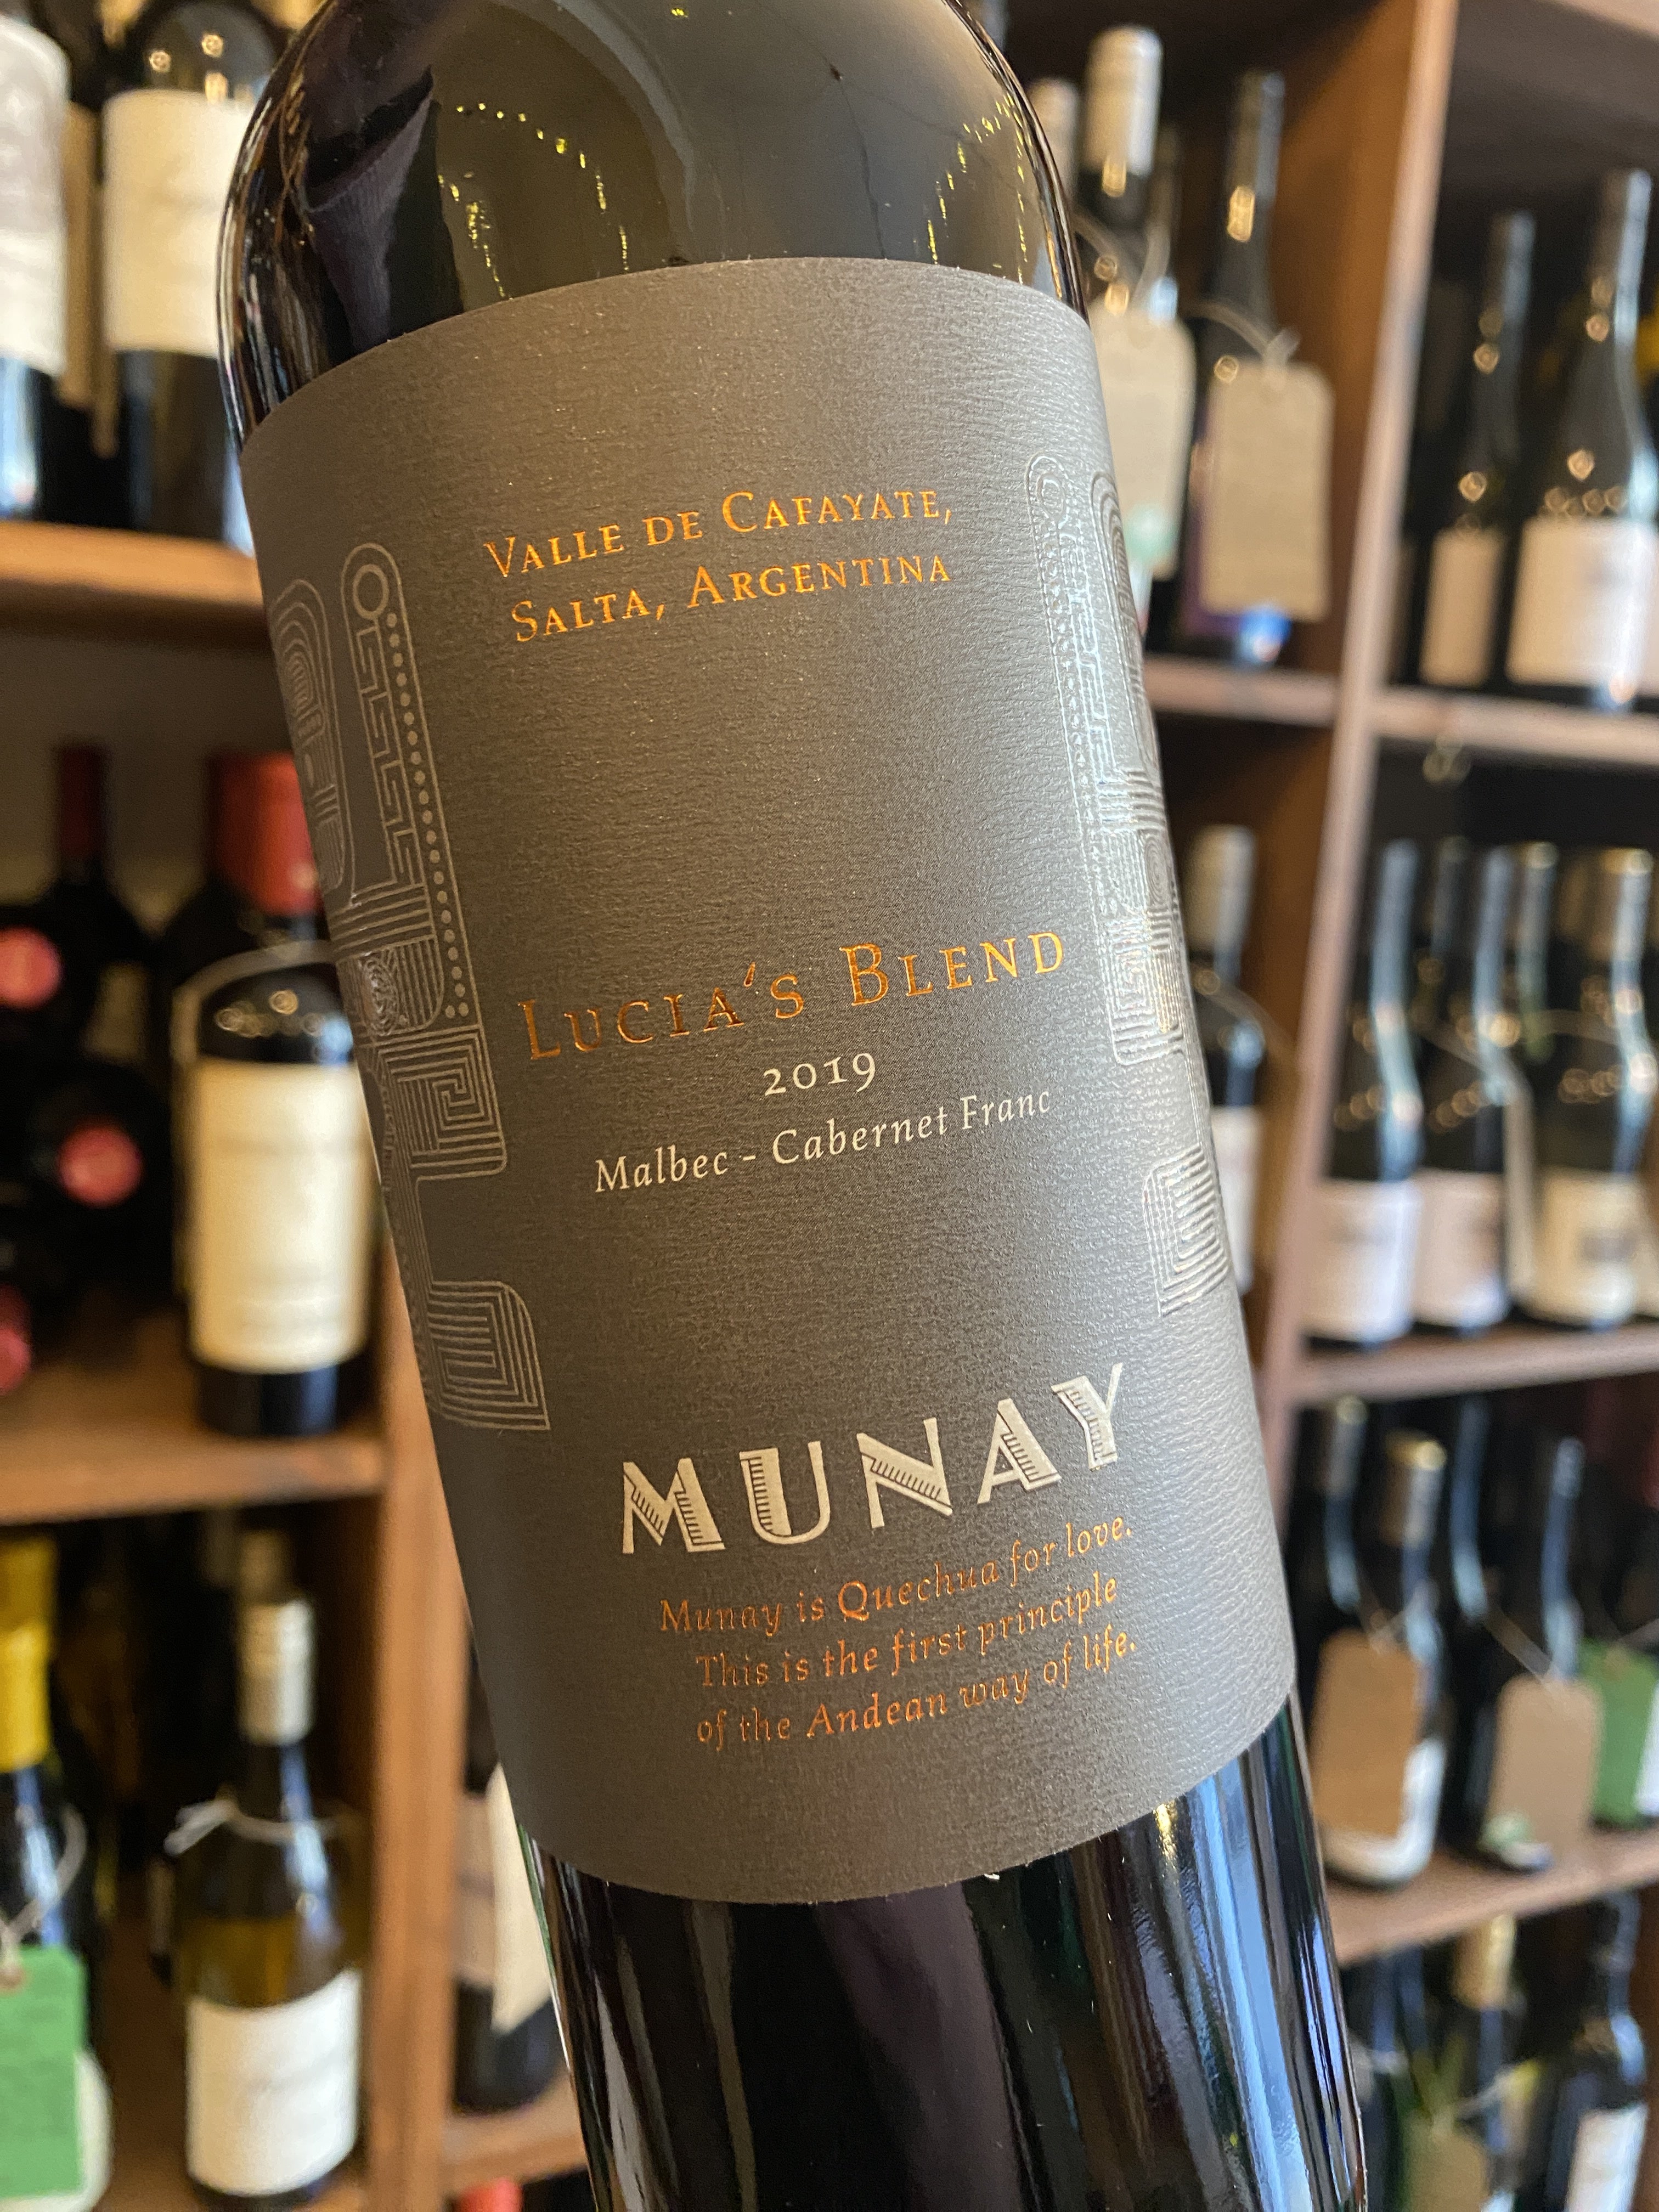 Valle de Cafayate,
Salta, Argentina
Lucia's Blend
2019
Malbec - Cabernet Franc
MUNAY
Munay is Quechua for love.
This is the first principle
of the Andean way of life.